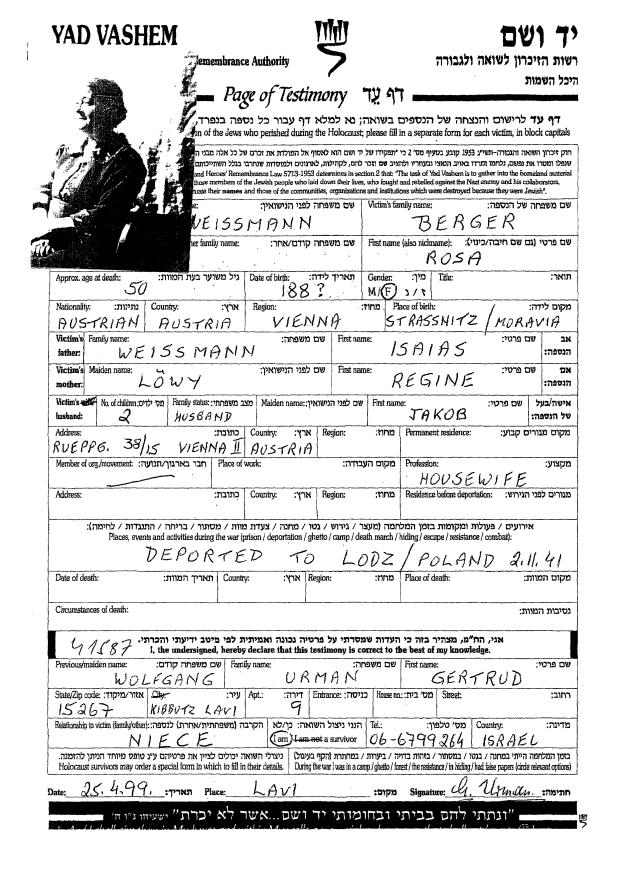 YAD VASHEM יד ושם
emembrance Authority רשות הזיכרון לשואה ולגבורה
היכל השמות
Page of Testimony דף עד
דף עד לרישום והנצחה של הנספים בשואה; נא למלא דף עבור כל נספה בנפרד,
on of the Jews who perished during the Holocaust; please fill in a separate form for each victim, in block capitals
and Heroes' Remembrance Law 5713-1953 determines in section 2 that: "The task of Yad Vashem is to gather into the homeland material
those members of the Jewish people who laid down their lives, who fought and rebelled against the Nazi enemy and his collaborators,
uate their names and those of the communities, organizations and institutions which were destroyed because they were Jewish".
me: שם משפחה לפני הנישואין: Victim's family name: שם משפחה של הנספה:
WEISSMANN BERGER
her family name: שם משפחה קודם/אחר: First name (also nickname): שם פרטי (גם שם חיבה/כינוי):
ROSA
Approx. age at death: גיל משוער בעת המוות: Date of birth: תאריך לידה: Gender: מין: Title: תואר:
50 188? M/F ז/נ
Nationality: נתינות: Country: ארץ: Region: מחוז: Place of birth: מקום לידה:
AUSTRIAN AUSTRIA VIENNA STRASSNITZ / MORAVIA
Victim's father: Family name: שם משפחה: First name: שם פרטי: אב הנספה:
WEISSMANN ISAIAS
Victim's mother: Maiden name: שם לפני הנישואין: First name: שם פרטי: אם הנספה:
LÖWY REGINE
Victim's husband: No. of children: מס' ילדים: Family status: מצב משפחתי: Maiden name: שם לפני הנישואין: First name: שם פרטי: אישה/בעל של הנספה:
2 HUSBAND JAKOB
Address: כתובת: Country: ארץ: Region: מחוז: Permanent residence: מקום מגורים קבוע:
RUEPPG. 38/15 VIENNA II AUSTRIA
Member of org./movement: חבר בארגון/תנועה: Place of work: מקום העבודה: Profession: מקצוע:
HOUSEWIFE
Address: כתובת: Country: ארץ: Region: מחוז: Residence before deportation: מגורים לפני הגירוש:
אירועים / פעולות ומקומות בזמן המלחמה (מעצר / גירוש / גטו / מחנה / צעדת מוות / מסתור / בריחה / התנגדות / לחימה):
Places, events and activities during the war (prison / deportation / ghetto / camp / death march / hiding / escape / resistance / combat):
DEPORTED TO LODZ / POLAND 2.11.41
Date of death: תאריך המוות: Country: ארץ: Region: מחוז: Place of death: מקום המוות:
Circumstances of death: נסיבות המוות:
41587 אני, הח"מ, מצהיר בזה כי העדות שמסרתי על פרטיה נכונה ואמיתית לפי מיטב ידיעתי והכרתי.
I, the undersigned, hereby declare that this testimony is correct to the best of my knowledge.
Previous/maiden name: שם משפחה קודם: Family name: שם משפחה: First name: שם פרטי:
WOLFGANG URMAN GERTRUD
State/Zip code: אזור/מיקוד: City: עיר: Apt.: דירה: Entrance: כניסה: House no.: מס' בית: Street: רחוב:
15267 KIBBUTZ LAVI 9
Relationship to victim (family/other): הקרבה (משפחתית/אחרת) לנספה: I am / I am not a survivor הנני ניצול השואה: כן/לא Tel.: מס' טלפון: Country: מדינה:
NIECE 06-6799264 ISRAEL
ניצולי השואה יכולים לציין את פרטיהם ע"ג טופס מיוחד הניתן להזמנה.
Holocaust survivors may order a special form in which to fill in their details. During the war I was in a camp / ghetto / forest / the resistance / in hiding / had false papers (circle relevant options)
Date: 25.4.99. תאריך: Place: LAVI מקום: Signature: G. Urman חתימה:
"ונתתי להם בביתי ובחומותי יד ושם...אשר לא יכרת" ישעיהו נ"ו ה'